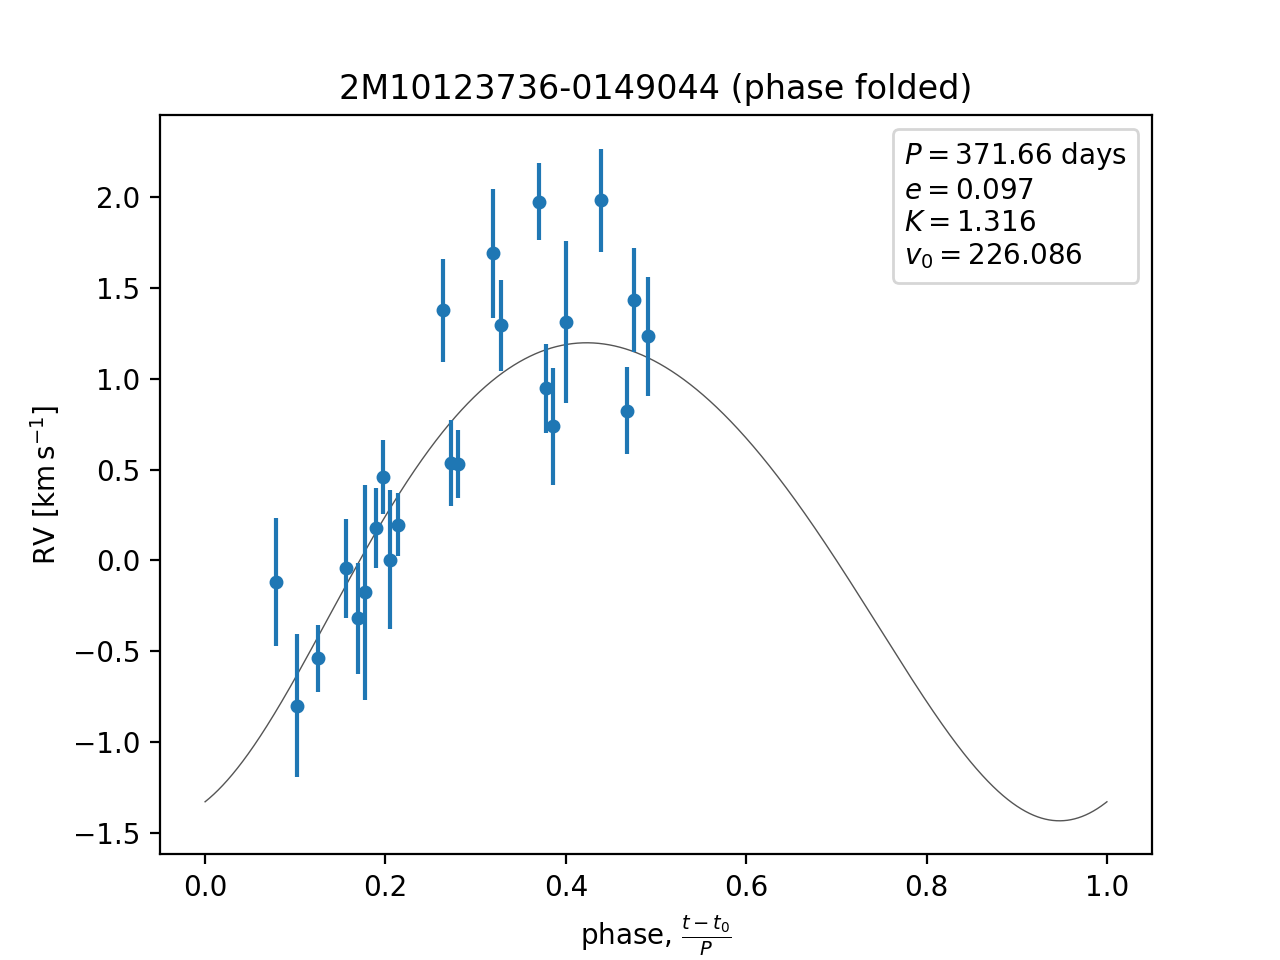 2M10123736-0149044 (phase folded)
P = 371.66 days
e = 0.097
K = 1.316
v₀ = 226.086
2.0
1.5
1.0
0.5
0.0
−0.5
−1.0
−1.5
RV [km s⁻¹]
0.0 0.2 0.4 0.6 0.8 1.0
phase, (t − t₀)/P